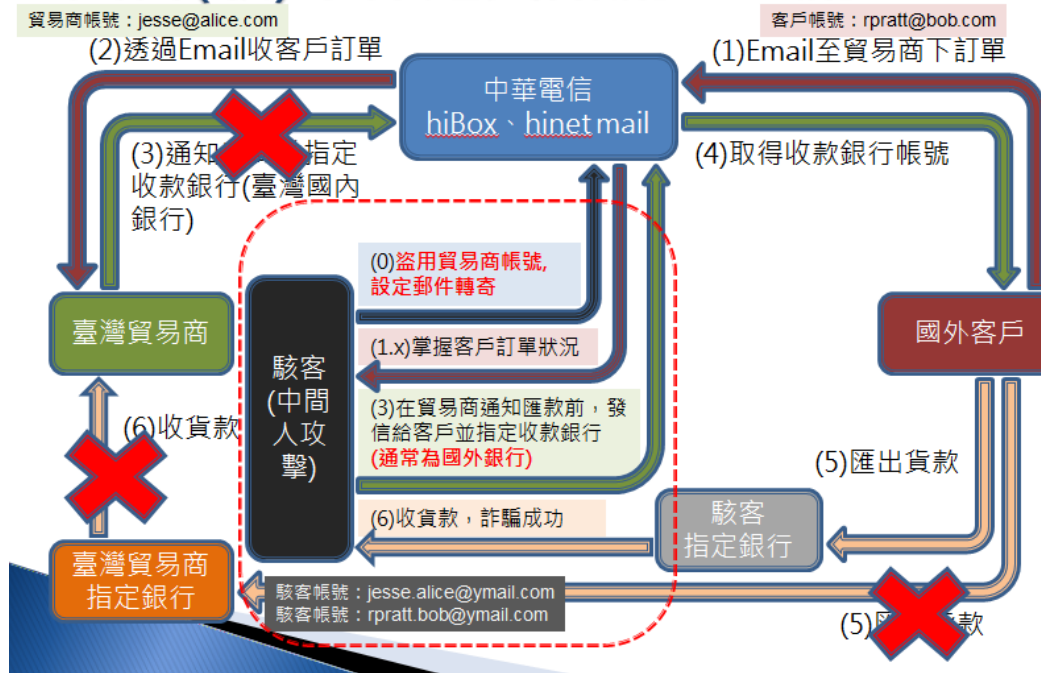 貿易商帳號：jesse@alice.com
客戶帳號：rpratt@bob.com
(2)透過Email收客戶訂單
(1)Email至貿易商下訂單
中華電信
hiBox、hinet mail
(3)通知 指定
收款銀行(臺灣國內
銀行)
(4)取得收款銀行帳號
(0)盜用貿易商帳號,
設定郵件轉寄
臺灣貿易商
國外客戶
(1.x)掌握客戶訂單狀況
駭客
(中間
人攻
擊)
(3)在貿易商通知匯款前，發
信給客戶並指定收款銀行
(通常為國外銀行)
(6)收貨款
(5)匯出貨款
(6)收貨款，詐騙成功
駭客
指定銀行
臺灣貿易商
指定銀行
駭客帳號：jesse.alice@ymail.com
駭客帳號：rpratt.bob@ymail.com
(5) 款